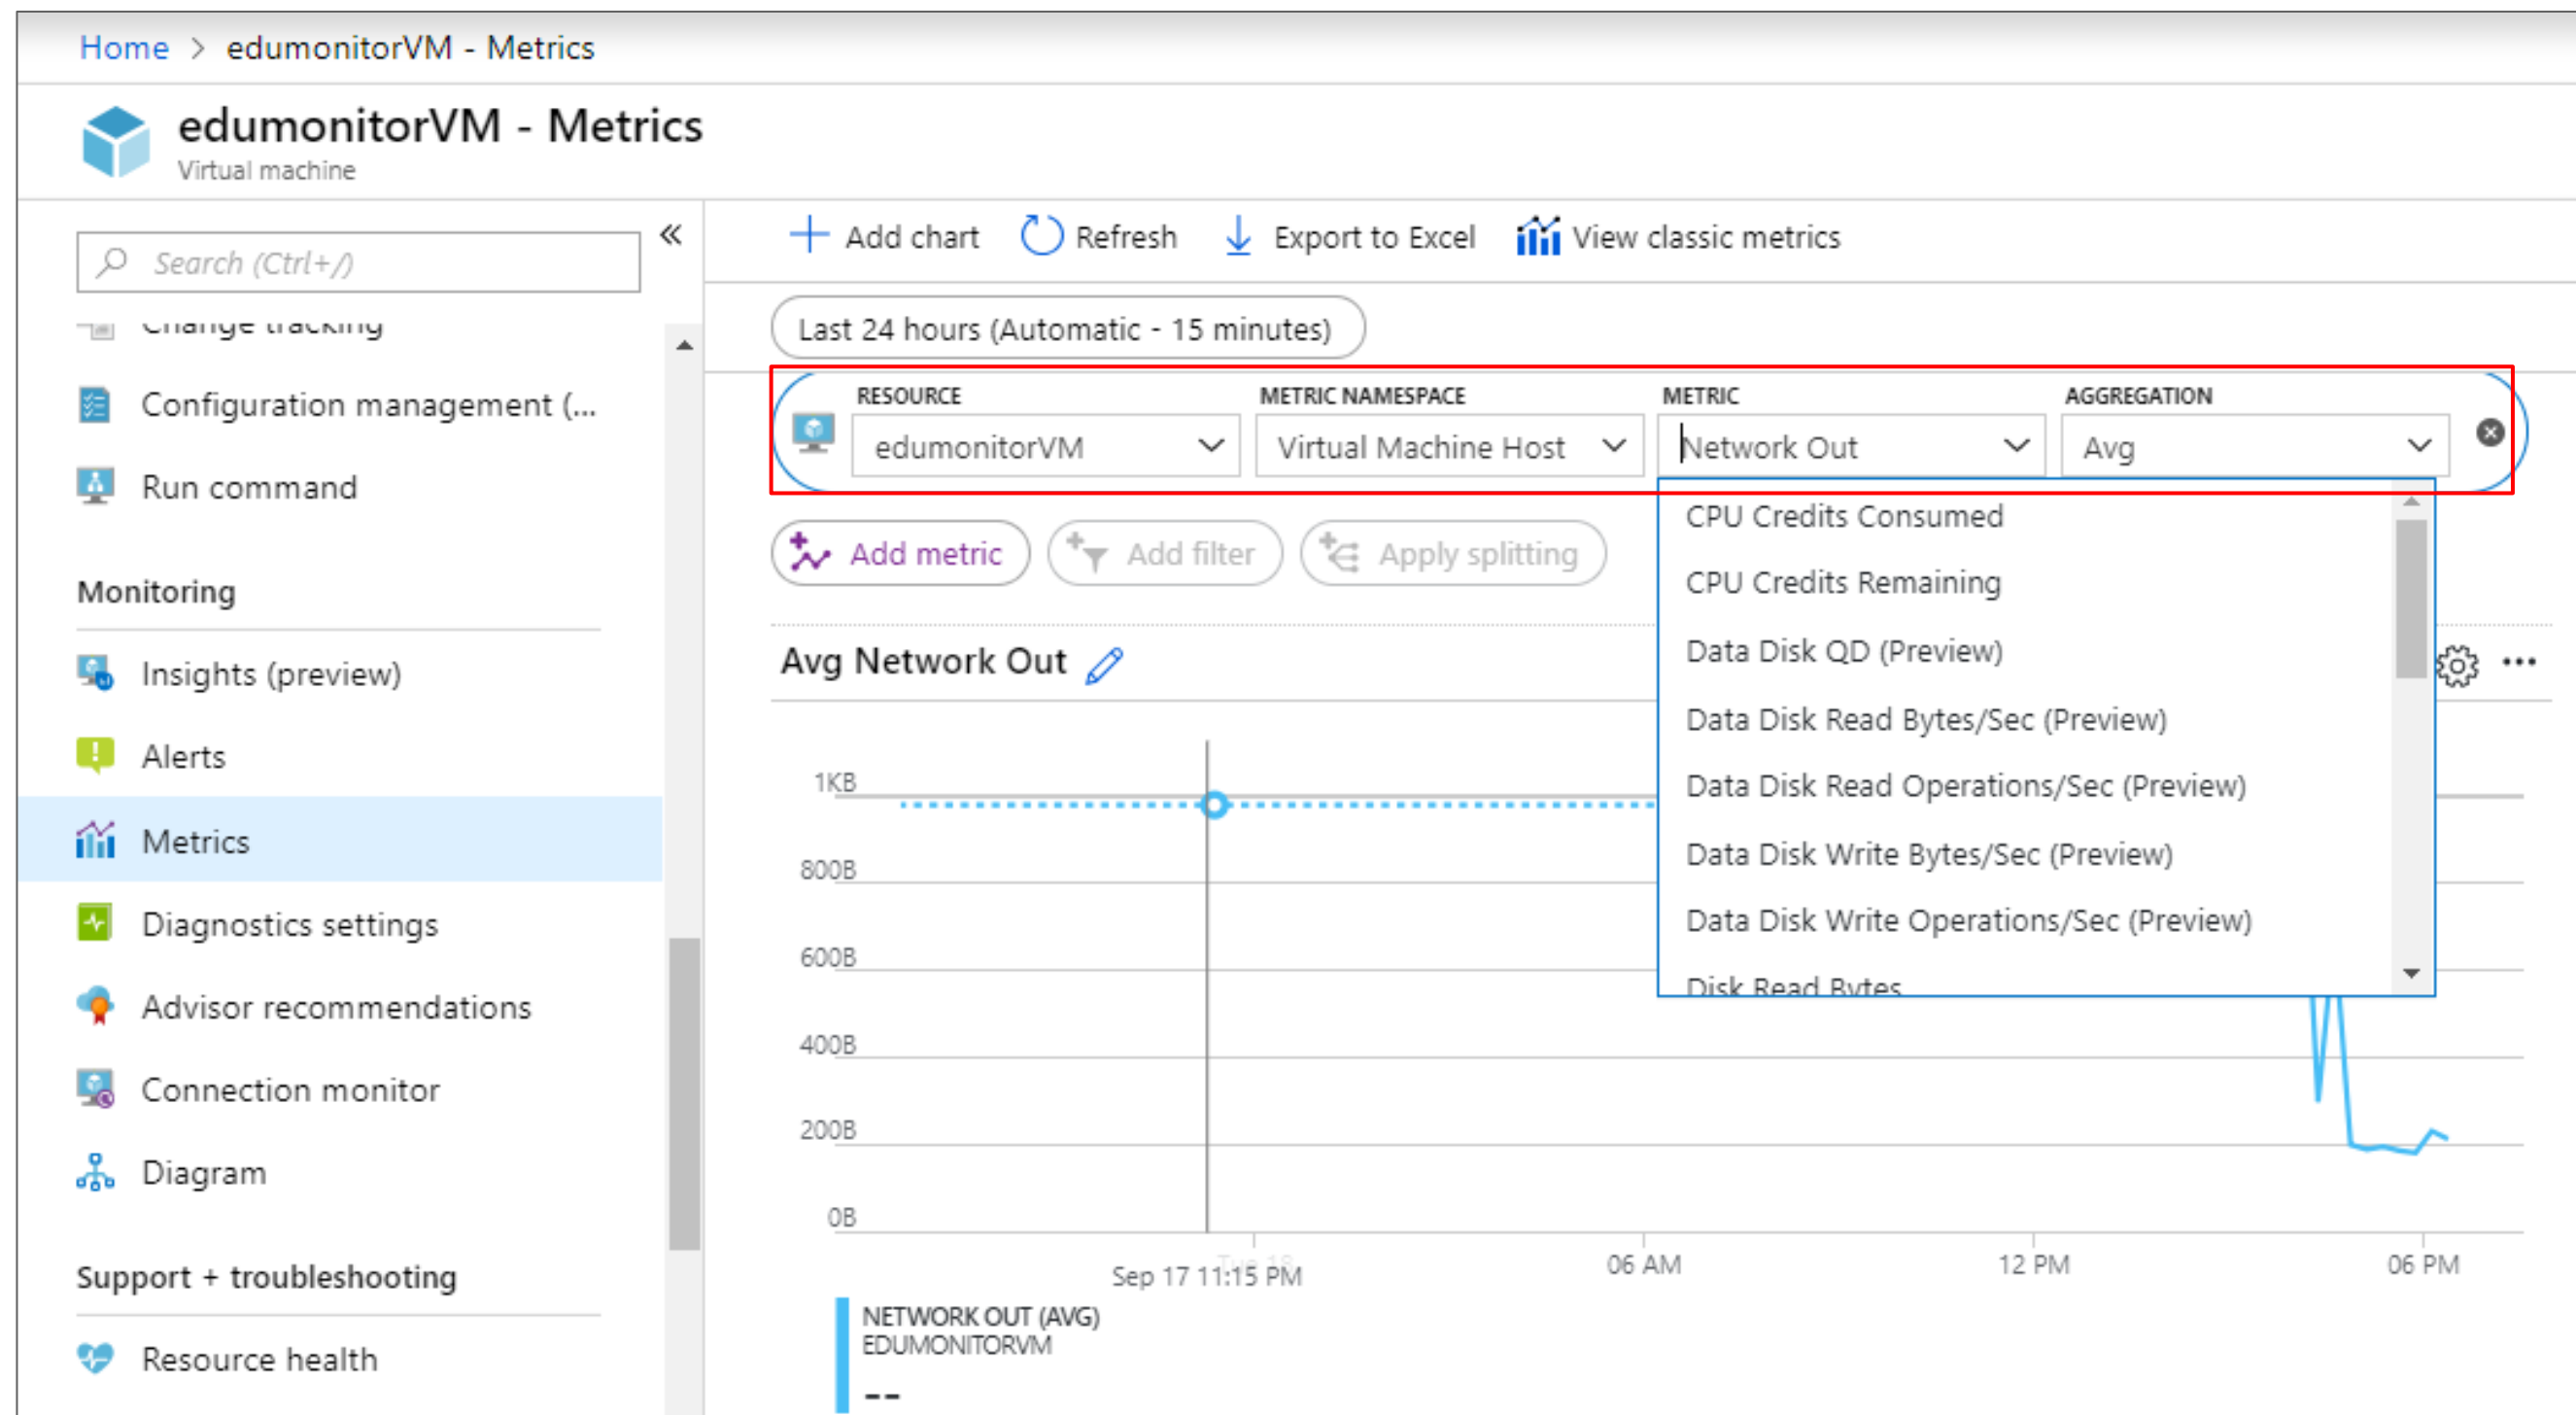 Home > edumonitorVM - Metrics
edumonitorVM - Metrics
Virtual machine
Search (Ctrl+/)
«
Change tracking
Configuration management (...
Run command
Monitoring
Insights (preview)
Alerts
Metrics
Diagnostics settings
Advisor recommendations
Connection monitor
Diagram
Support + troubleshooting
Resource health
Add chart Refresh Export to Excel View classic metrics
Last 24 hours (Automatic - 15 minutes)
RESOURCE METRIC NAMESPACE METRIC AGGREGATION
edumonitorVM Virtual Machine Host Network Out Avg
CPU Credits Consumed
CPU Credits Remaining
Data Disk QD (Preview)
Data Disk Read Bytes/Sec (Preview)
Data Disk Read Operations/Sec (Preview)
Data Disk Write Bytes/Sec (Preview)
Data Disk Write Operations/Sec (Preview)
Disk Read Bytes
Add metric Add filter Apply splitting
Avg Network Out
1KB
800B
600B
400B
200B
0B
Tue 18
Sep 17 11:15 PM 06 AM 12 PM 06 PM
NETWORK OUT (AVG)
EDUMONITORVM
--